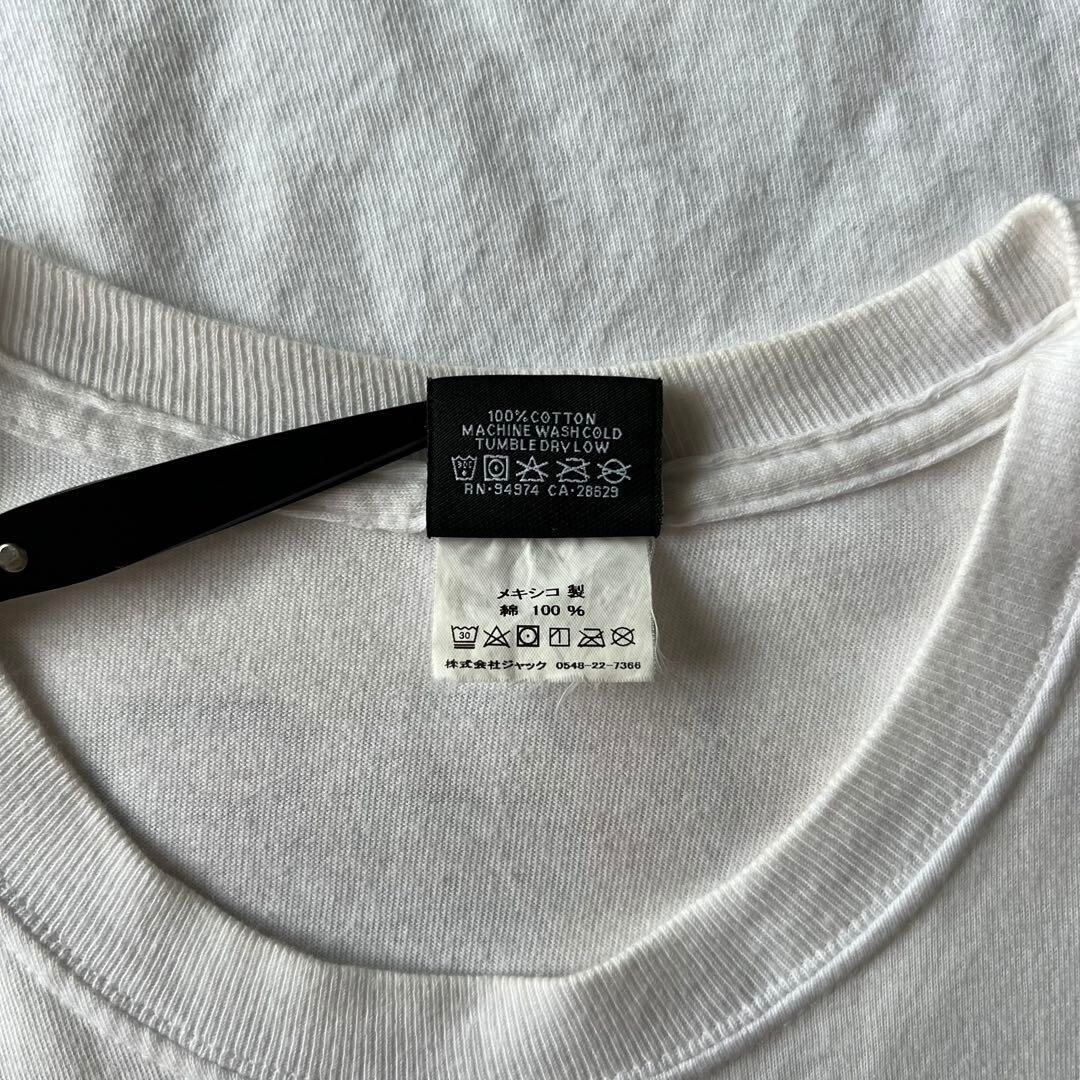 100% COTTON
MACHINE WASH COLD
TUMBLE DRY LOW
RN·94974 CA·28629
メキシコ 製
綿 100 %
30
株式会社ジャック 0548-22-7366